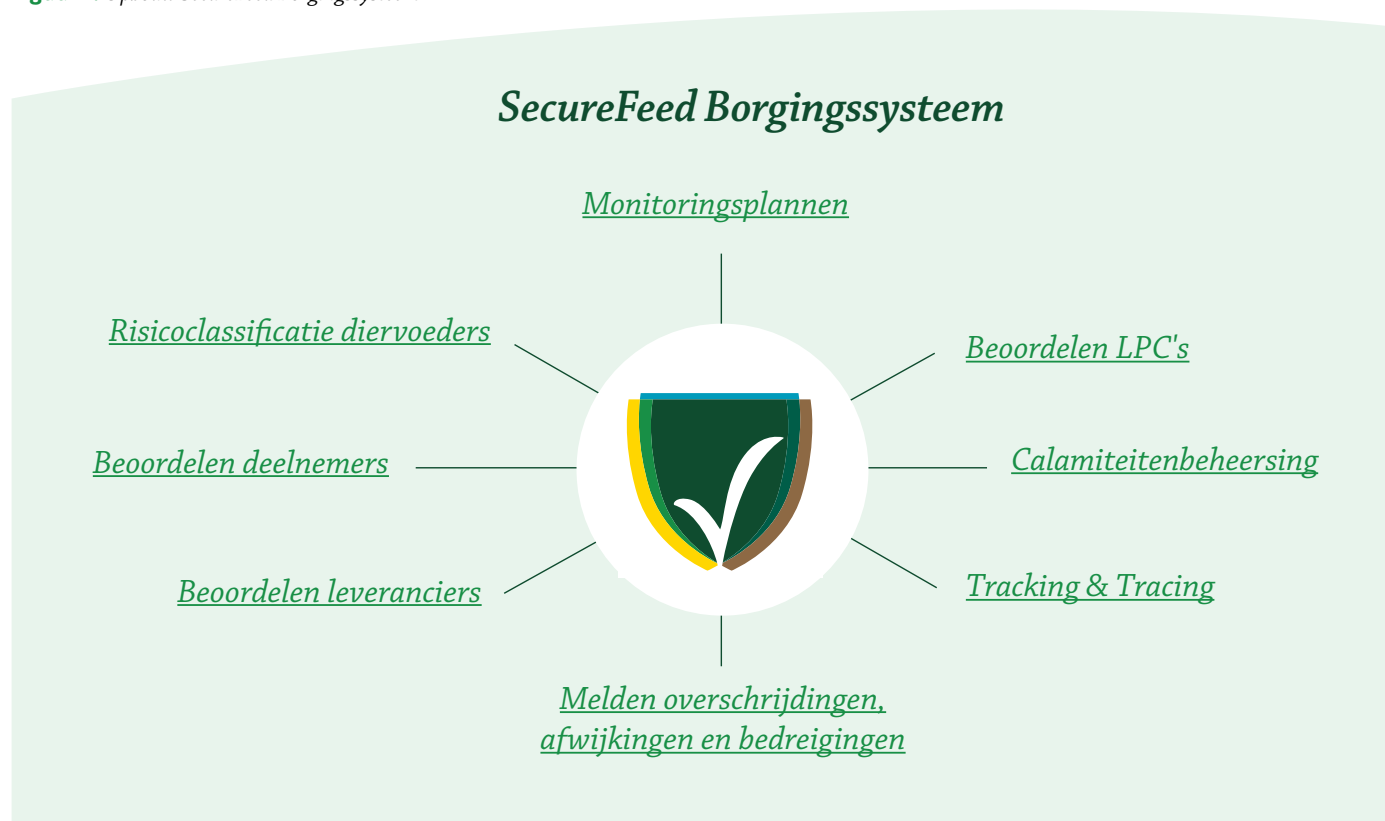 SecureFeed Borgingssysteem
Monitoringsplannen
Risicoclassificatie diervoeders
Beoordelen LPC's
Beoordelen deelnemers
Calamiteitenbeheersing
Beoordelen leveranciers
Tracking & Tracing
Melden overschrijdingen,
afwijkingen en bedreigingen